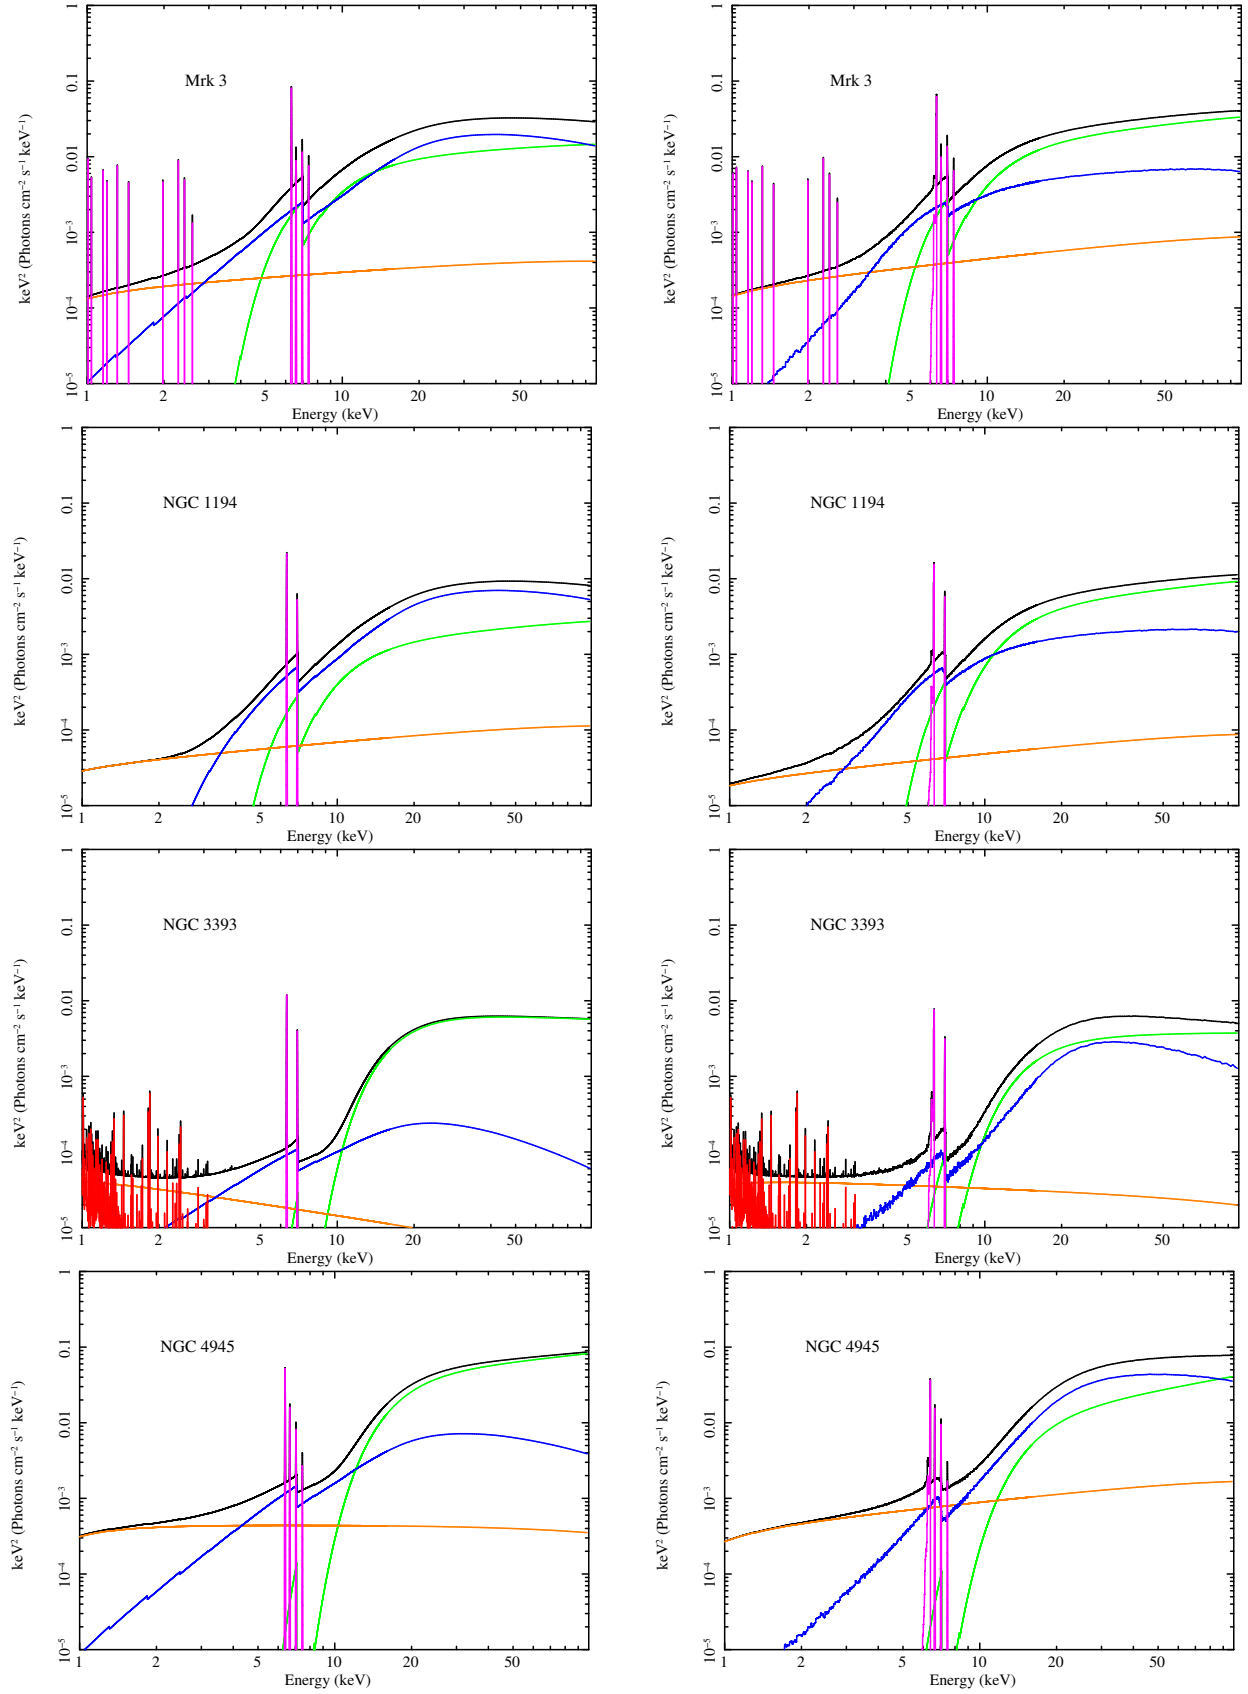 Mrk 3
keV² (Photons cm⁻² s⁻¹ keV⁻¹)
1
0.1
0.01
10⁻³
10⁻⁴
10⁻⁵
1 2 5 10 20 50
Energy (keV)
Mrk 3
keV² (Photons cm⁻² s⁻¹ keV⁻¹)
1
0.1
0.01
10⁻³
10⁻⁴
10⁻⁵
1 2 5 10 20 50
Energy (keV)
NGC 1194
keV² (Photons cm⁻² s⁻¹ keV⁻¹)
1
0.1
0.01
10⁻³
10⁻⁴
10⁻⁵
1 2 5 10 20 50
Energy (keV)
NGC 1194
keV² (Photons cm⁻² s⁻¹ keV⁻¹)
1
0.1
0.01
10⁻³
10⁻⁴
10⁻⁵
1 2 5 10 20 50
Energy (keV)
NGC 3393
keV² (Photons cm⁻² s⁻¹ keV⁻¹)
1
0.1
0.01
10⁻³
10⁻⁴
10⁻⁵
1 2 5 10 20 50
Energy (keV)
NGC 3393
keV² (Photons cm⁻² s⁻¹ keV⁻¹)
1
0.1
0.01
10⁻³
10⁻⁴
10⁻⁵
1 2 5 10 20 50
Energy (keV)
NGC 4945
keV² (Photons cm⁻² s⁻¹ keV⁻¹)
1
0.1
0.01
10⁻³
10⁻⁴
10⁻⁵
1 2 5 10 20 50
Energy (keV)
NGC 4945
keV² (Photons cm⁻² s⁻¹ keV⁻¹)
1
0.1
0.01
10⁻³
10⁻⁴
10⁻⁵
1 2 5 10 20 50
Energy (keV)